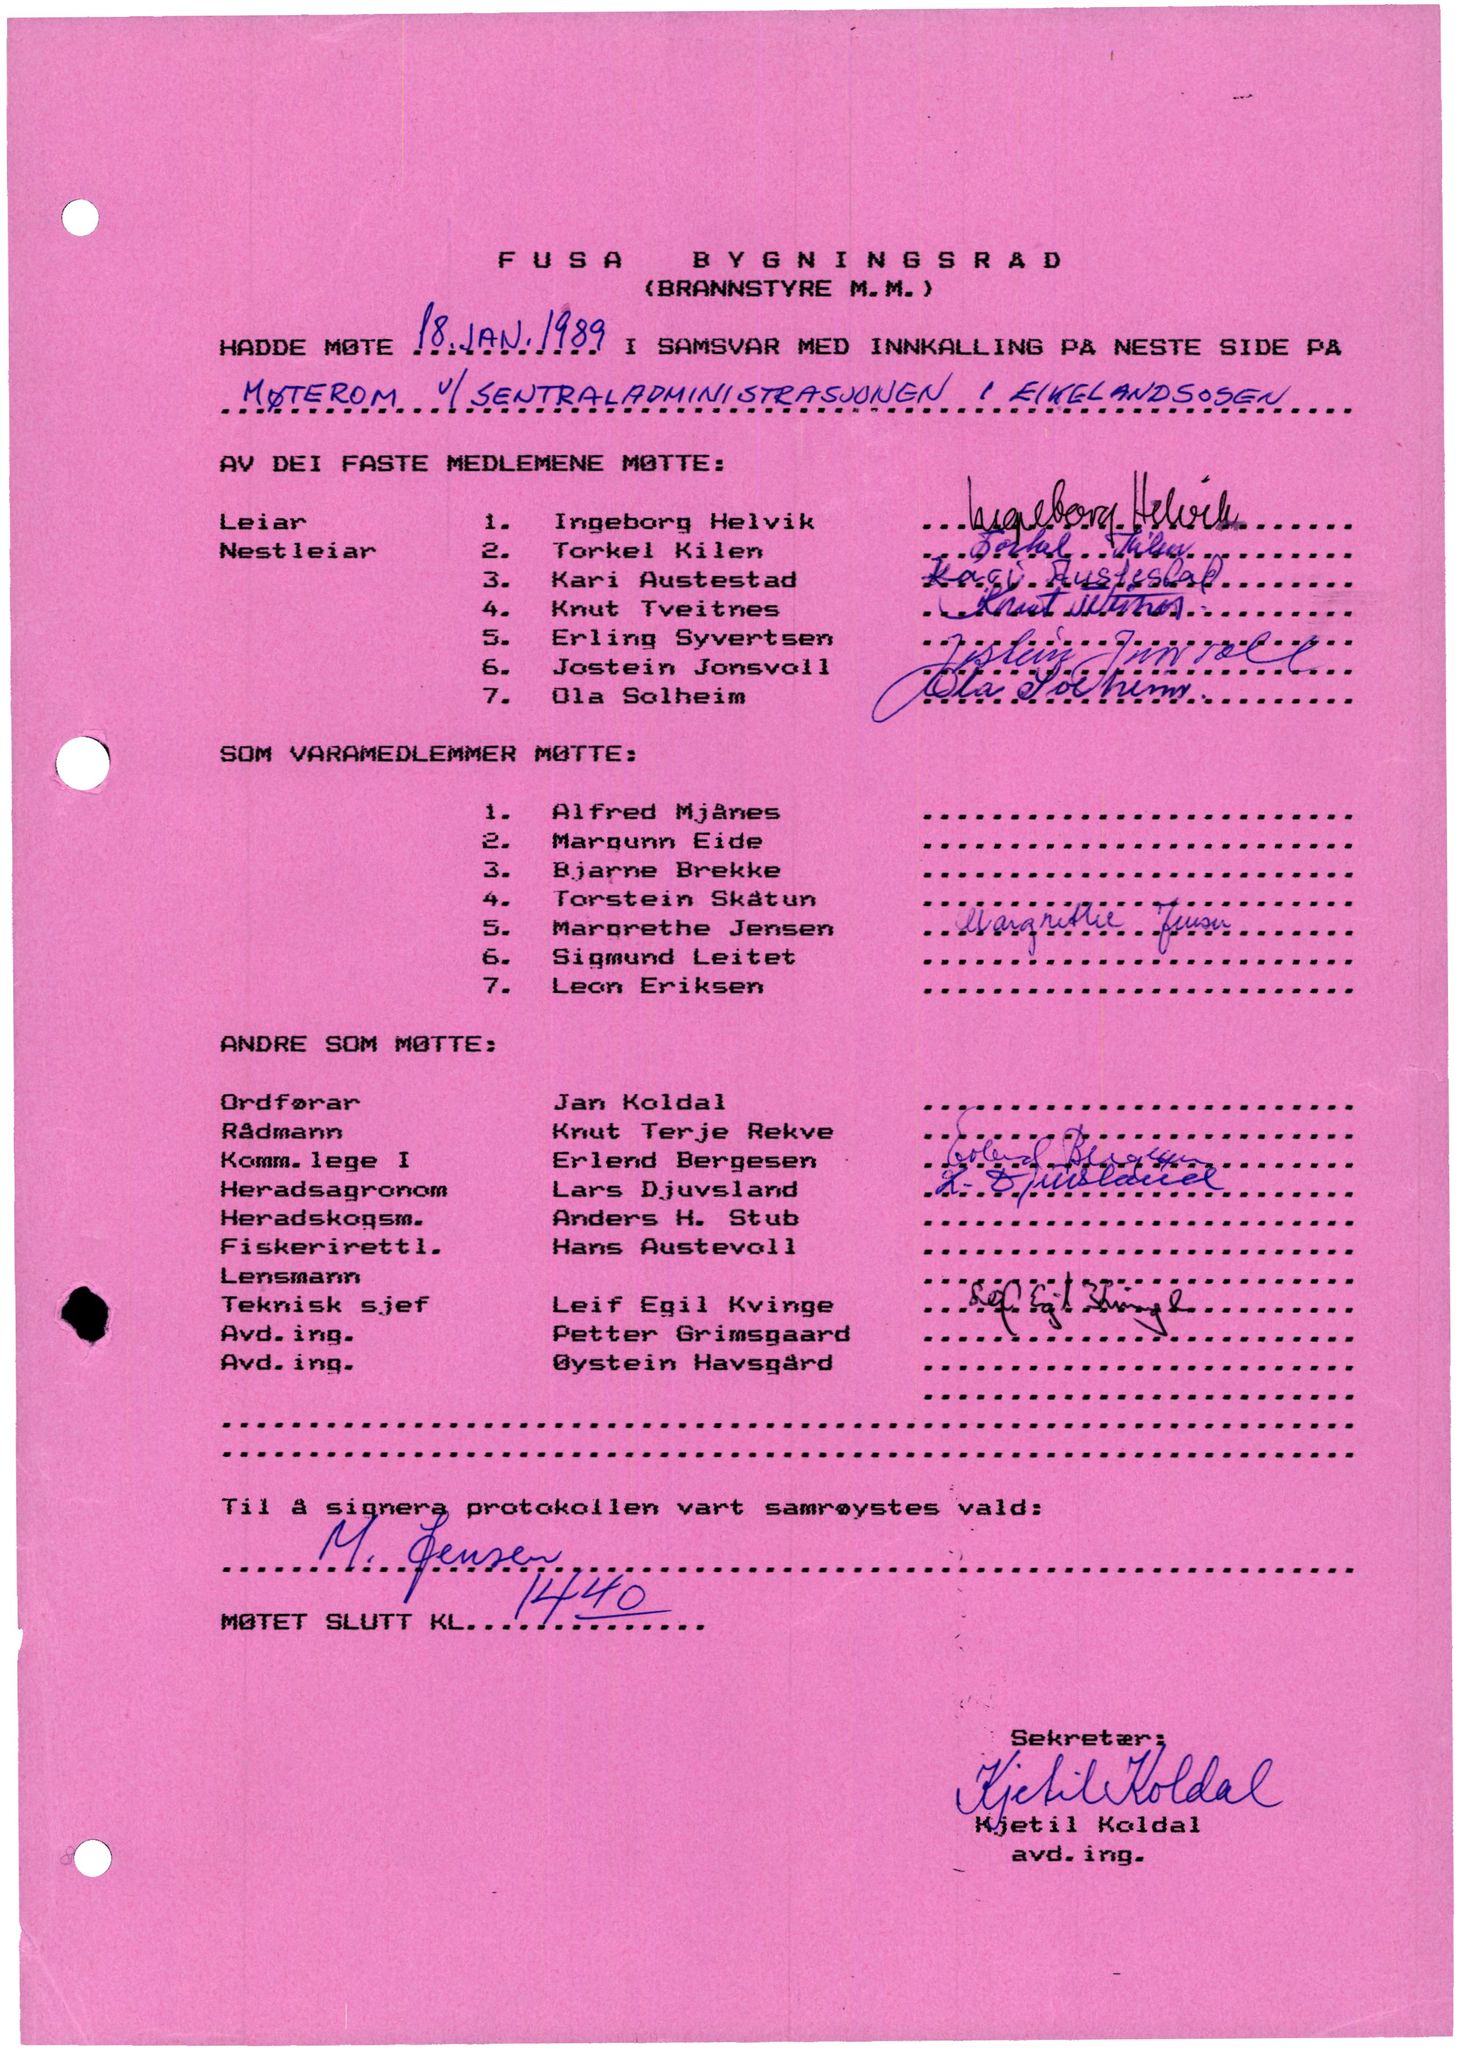 FUSA BYGNINGSRAD
(BRANNSTYRE M.M.)
HADDE MØTE 18. JAN. 1989 I SAMSVAR MED INNKALLING PA NESTE SIDE PA
MØTEROM V/ SENTRALADMINISTRASJONEN I EIKELANDSOSEN
AV DEI FASTE MEDLEMENE MØTTE:
Leiar 1. Ingeborg Helvik Ingeborg Helvik
Nestleiar 2. Torkel Kilen Torkel Kilen
3. Kari Austestad Kari Austestad
4. Knut Tveitnes Knut Tveitnes
5. Erling Syvertsen
6. Jostein Jonsvoll Jostein Jonsvoll
7. Ola Solheim Ola Solheim
SOM VARAMEDLEMMER MØTTE:
1. Alfred Mjånes
2. Margunn Eide
3. Bjarne Brekke
4. Torstein Skåtun
5. Margrethe Jensen Margrethe Jensen
6. Sigmund Leitet
7. Leon Eriksen
ANDRE SOM MØTTE:
Ordførar Jan Koldal
Rådmann Knut Terje Rekve
Komm.lege I Erlend Bergesen Erlend Bergesen
Heradsagronom Lars Djuvsland L. Djuvsland
Heradskogsm. Anders H. Stub
Fiskerirettl. Hans Austevoll
Lensmann
Teknisk sjef Leif Egil Kvinge Leif Egil Kvinge
Avd.ing. Petter Grimsgaard
Avd.ing. Øystein Havsgård
Til å signera protokollen vart samrøystes vald:
M. Jensen
MØTET SLUTT KL. 1440
Sekretær:
Kjetil Koldal
Kjetil Koldal
avd.ing.